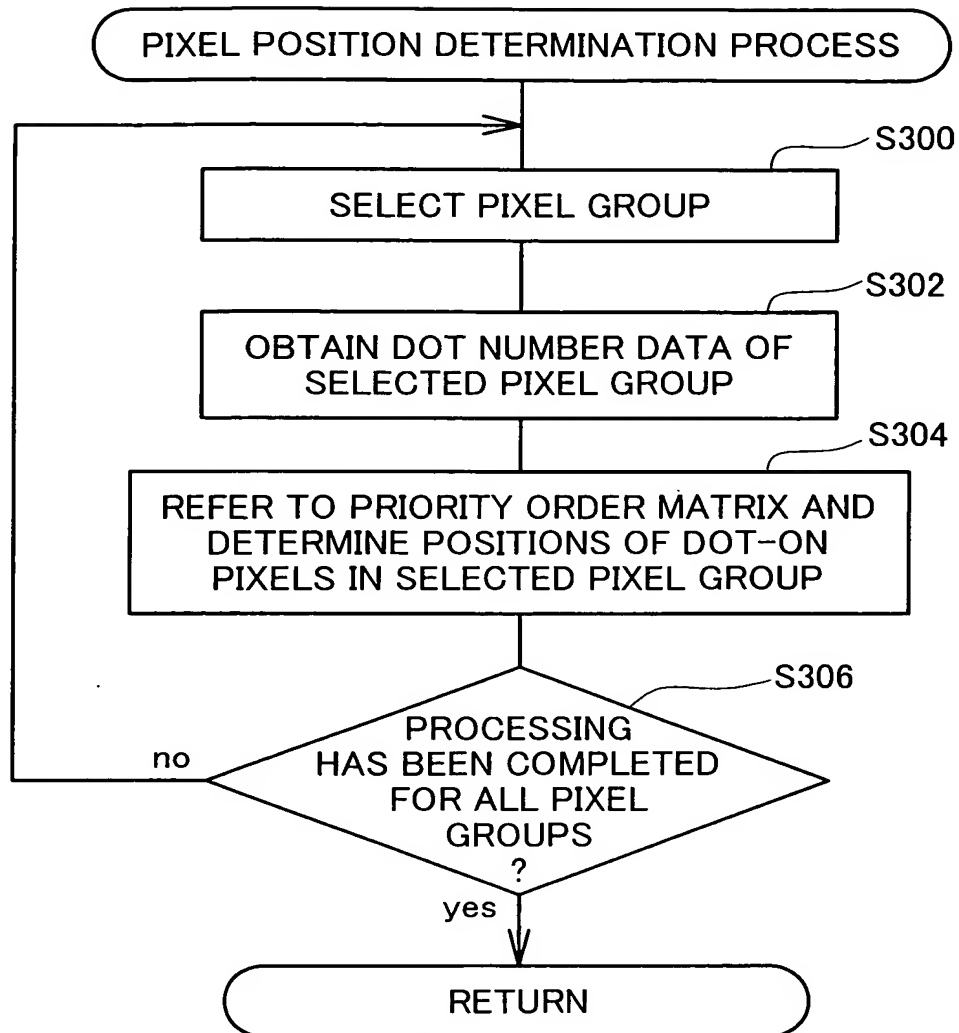 PIXEL POSITION DETERMINATION PROCESS
S300
SELECT PIXEL GROUP
S302
OBTAIN DOT NUMBER DATA OF
SELECTED PIXEL GROUP
S304
REFER TO PRIORITY ORDER MATRIX AND
DETERMINE POSITIONS OF DOT-ON
PIXELS IN SELECTED PIXEL GROUP
S306
PROCESSING
HAS BEEN COMPLETED
FOR ALL PIXEL
GROUPS
?
no
yes
RETURN